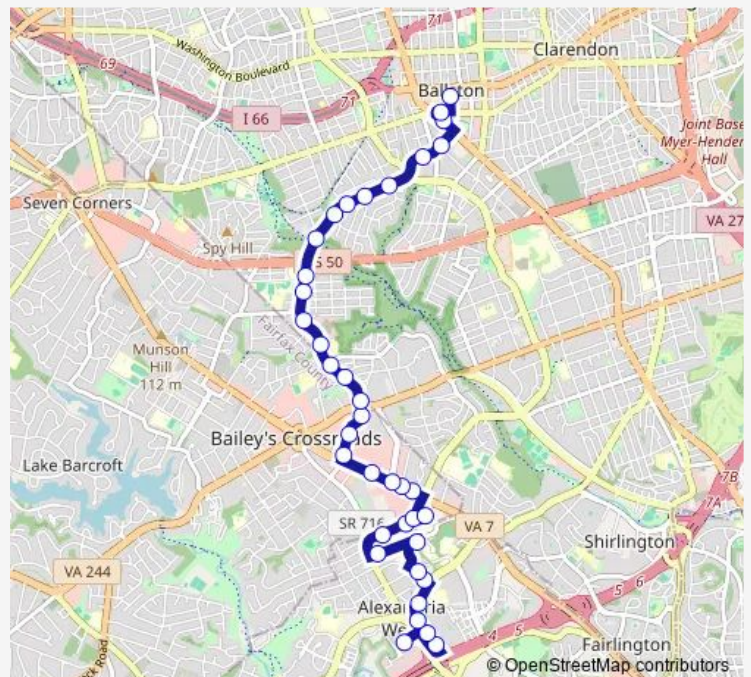 71
Clarendon
Washington Boulevard
69
Ballston
71
I 66
Joint Base
Myer-Hender
Hall
Seven Corners
VA 27
Spy Hill
S 50
Fairfax County
Munson
Hill
112 m
Bailey's Crossroads
Lake Barcroft
7B
7A
SR 716
VA 7
Shirlington
VA 244
5 6
Alexandria
We
4 5
Fairlington
ck Road
© OpenStreetMap contributors